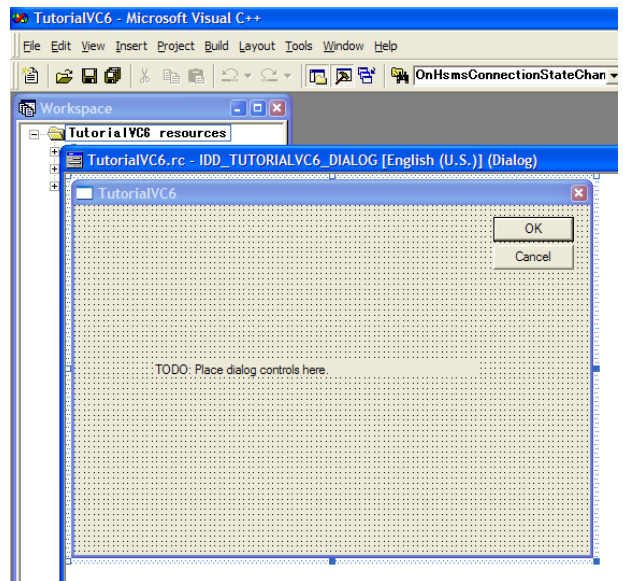 TutorialVC6 - Microsoft Visual C++
File Edit View Insert Project Build Layout Tools Window Help
OnHsmsConnectionStateChan
Workspace
TutorialVC6 resources
TutorialVC6.rc - IDD_TUTORIALVC6_DIALOG [English (U.S.)] (Dialog)
TutorialVC6
OK
Cancel
TODO: Place dialog controls here.